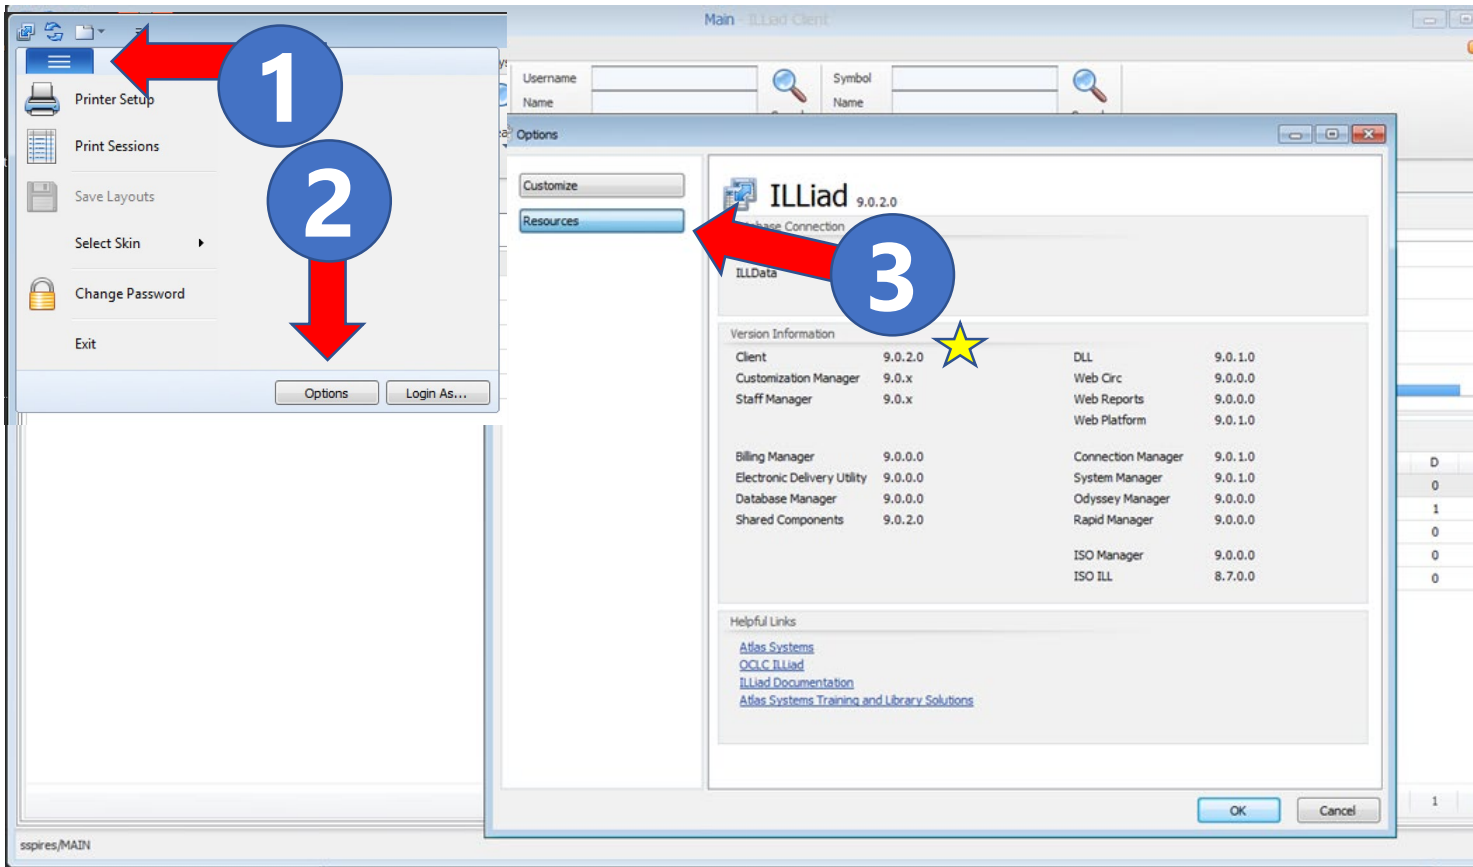 Main - ILLiad Client
1
Printer Setup
Print Sessions
Save Layouts
Select Skin
Change Password
Exit
2
Options
Login As...
Username
Name
Symbol
Name
Options
Customize
Resources
3
ILLiad 9.0.2.0
Connection
ILLData
Version Information
Client 9.0.2.0 DLL 9.0.1.0
Customization Manager 9.0.x Web Circ 9.0.0.0
Staff Manager 9.0.x Web Reports 9.0.0.0
Web Platform 9.0.1.0
Billing Manager 9.0.0.0 Connection Manager 9.0.1.0
Electronic Delivery Utility 9.0.0.0 System Manager 9.0.1.0
Database Manager 9.0.0.0 Odyssey Manager 9.0.0.0
Shared Components 9.0.2.0 Rapid Manager 9.0.0.0
ISO Manager 9.0.0.0
ISO ILL 8.7.0.0
Helpful Links
Atlas Systems
OCLC ILLiad
ILLiad Documentation
Atlas Systems Training and Library Solutions
OK
Cancel
D
0
1
0
0
0
1
sspires/MAIN